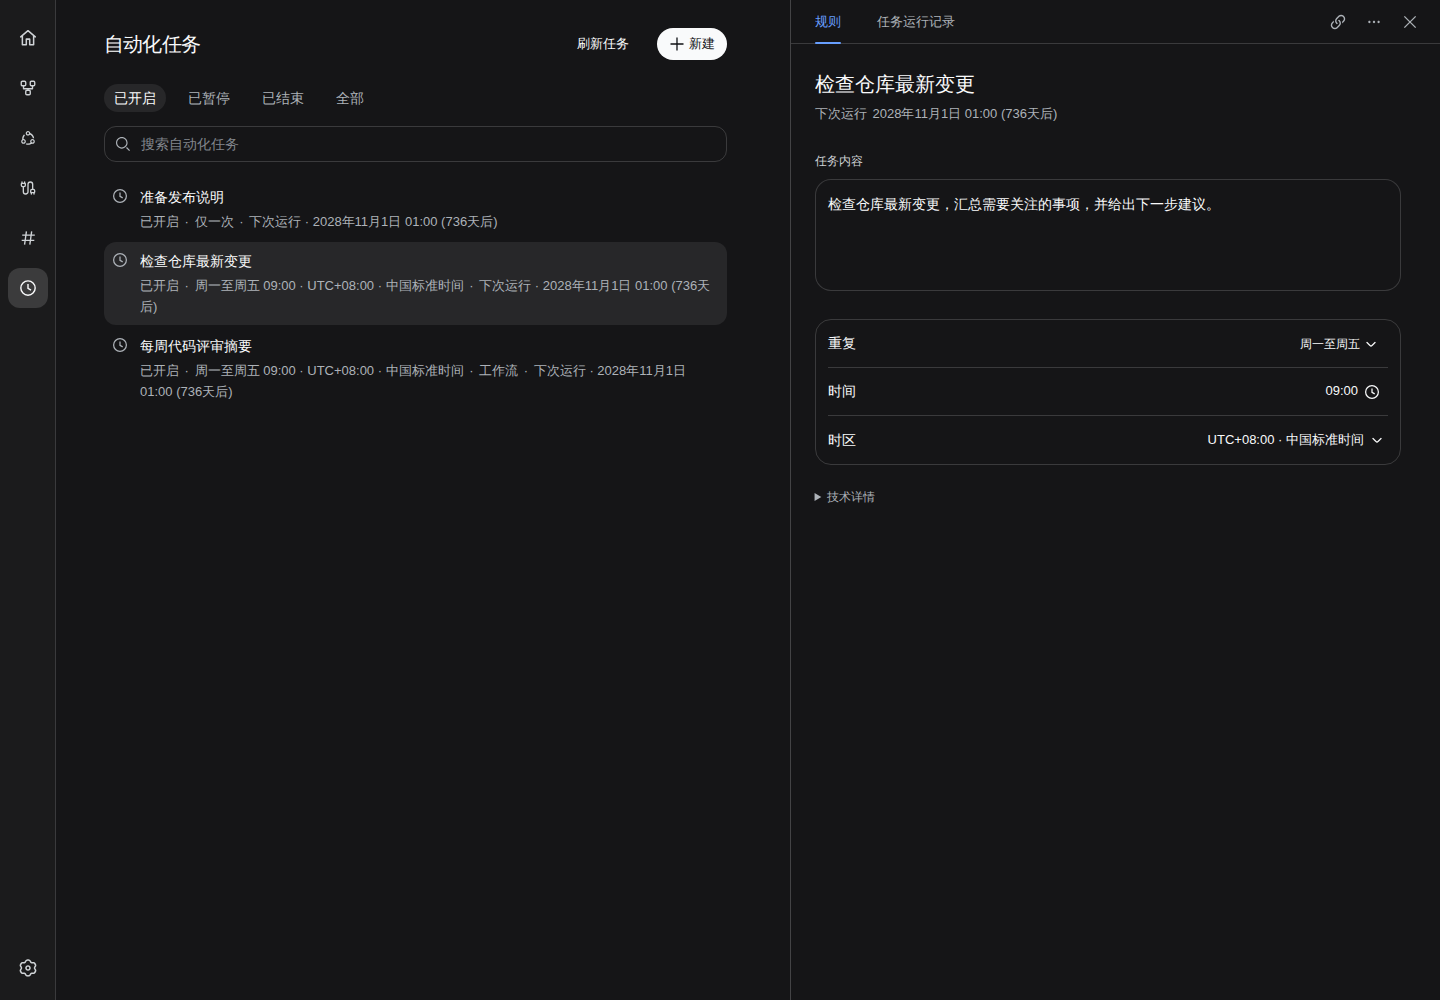 自动化任务
刷新任务
新建
已开启
已暂停
已结束
全部
搜索自动化任务
准备发布说明
已开启 · 仅一次 · 下次运行 · 2028年11月1日 01:00 (736天后)
检查仓库最新变更
已开启 · 周一至周五 09:00 · UTC+08:00 · 中国标准时间 · 下次运行 · 2028年11月1日 01:00 (736天
后)
每周代码评审摘要
已开启 · 周一至周五 09:00 · UTC+08:00 · 中国标准时间 · 工作流 · 下次运行 · 2028年11月1日
01:00 (736天后)
规则
任务运行记录
检查仓库最新变更
下次运行 2028年11月1日 01:00 (736天后)
任务内容
检查仓库最新变更，汇总需要关注的事项，并给出下一步建议。
重复
周一至周五
时间
09:00
时区
UTC+08:00 · 中国标准时间
技术详情